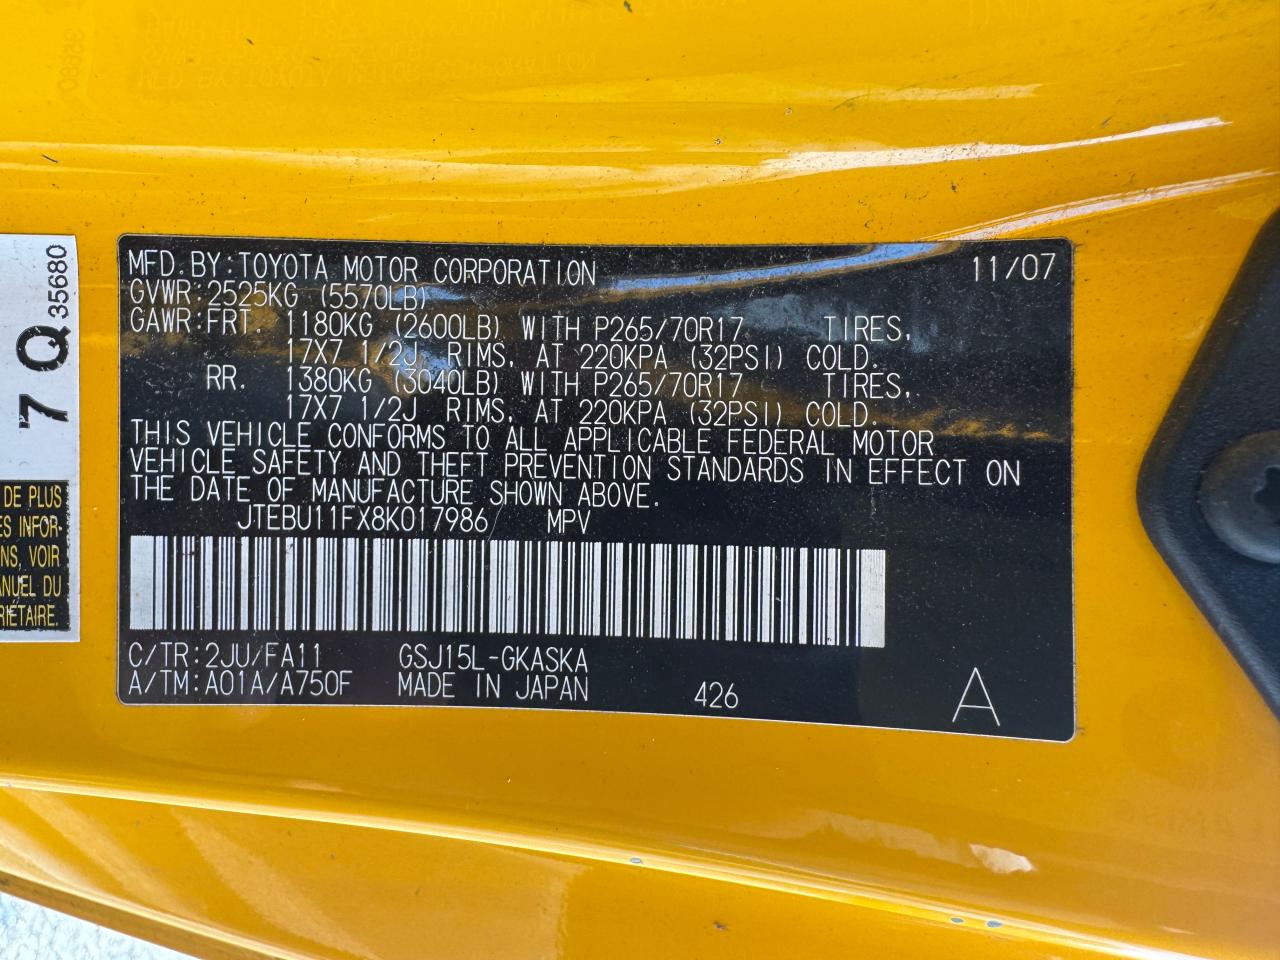 MFD.BY:TOYOTA MOTOR CORPORATION 11/07
GVWR:2525KG (5570LB)
GAWR:FRT. 1180KG (2600LB) WITH P265/70R17 TIRES,
17X7 1/2J RIMS, AT 220KPA (32PSI) COLD.
RR. 1380KG (3040LB) WITH P265/70R17 TIRES,
17X7 1/2J RIMS, AT 220KPA (32PSI) COLD.
THIS VEHICLE CONFORMS TO ALL APPLICABLE FEDERAL MOTOR
VEHICLE SAFETY AND THEFT PREVENTION STANDARDS IN EFFECT ON
THE DATE OF MANUFACTURE SHOWN ABOVE.
JTEBU11FX8K017986 MPV
C/TR:2JU/FA11 GSJ15L-GKASKA
A/TM:A01A/A750F MADE IN JAPAN 426 A
7 Q 35680
DE PLUS
ES INFOR-
NS, VOIR
ANUEL DU
RIÉTAIRE.